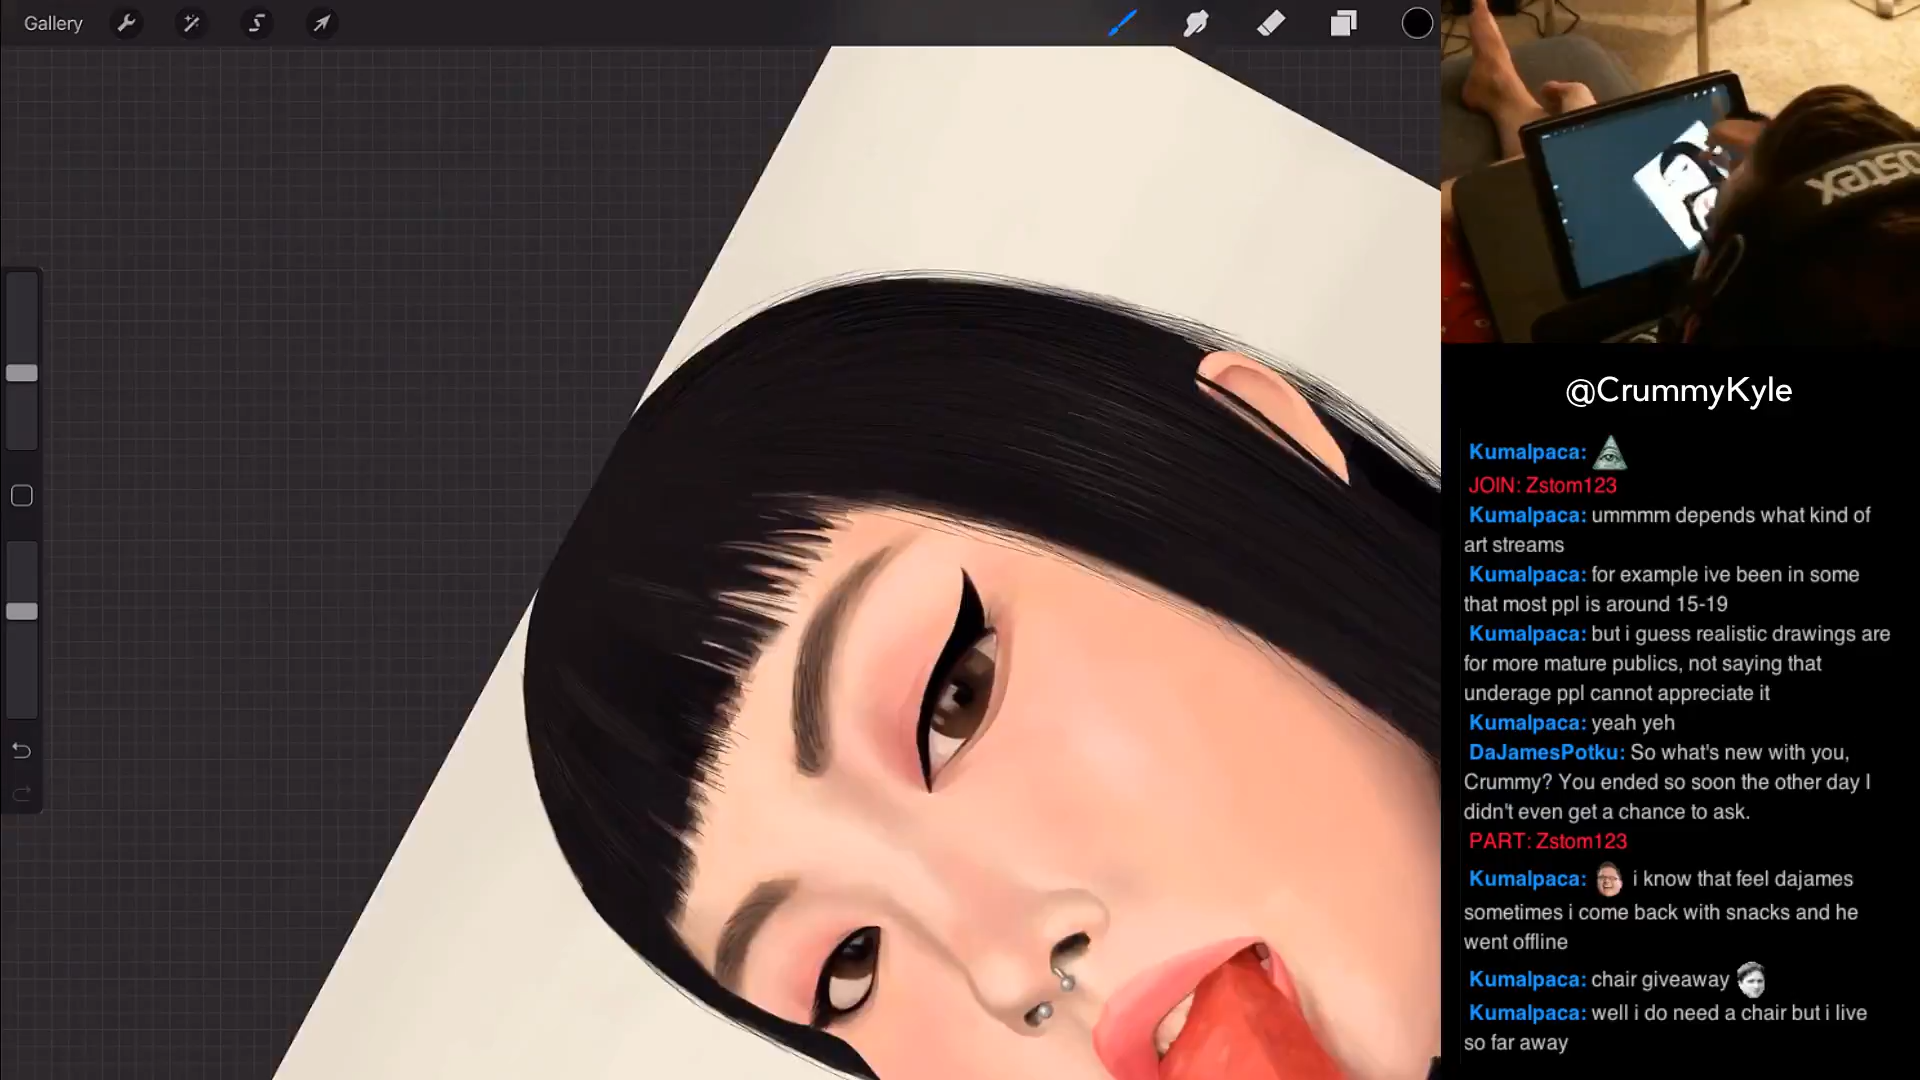 Gallery
@CrummyKyle
Kumalpaca:
JOIN: Zstom123
Kumalpaca: ummmm depends what kind of
art streams
Kumalpaca: for example ive been in some
that most ppl is around 15-19
Kumalpaca: but i guess realistic drawings are
for more mature publics, not saying that
underage ppl cannot appreciate it
Kumalpaca: yeah yeh
DaJamesPotku: So what's new with you,
Crummy? You ended so soon the other day I
didn't even get a chance to ask.
PART: Zstom123
Kumalpaca: i know that feel dajames
sometimes i come back with snacks and he
went offline
Kumalpaca: chair giveaway
Kumalpaca: well i do need a chair but i live
so far away